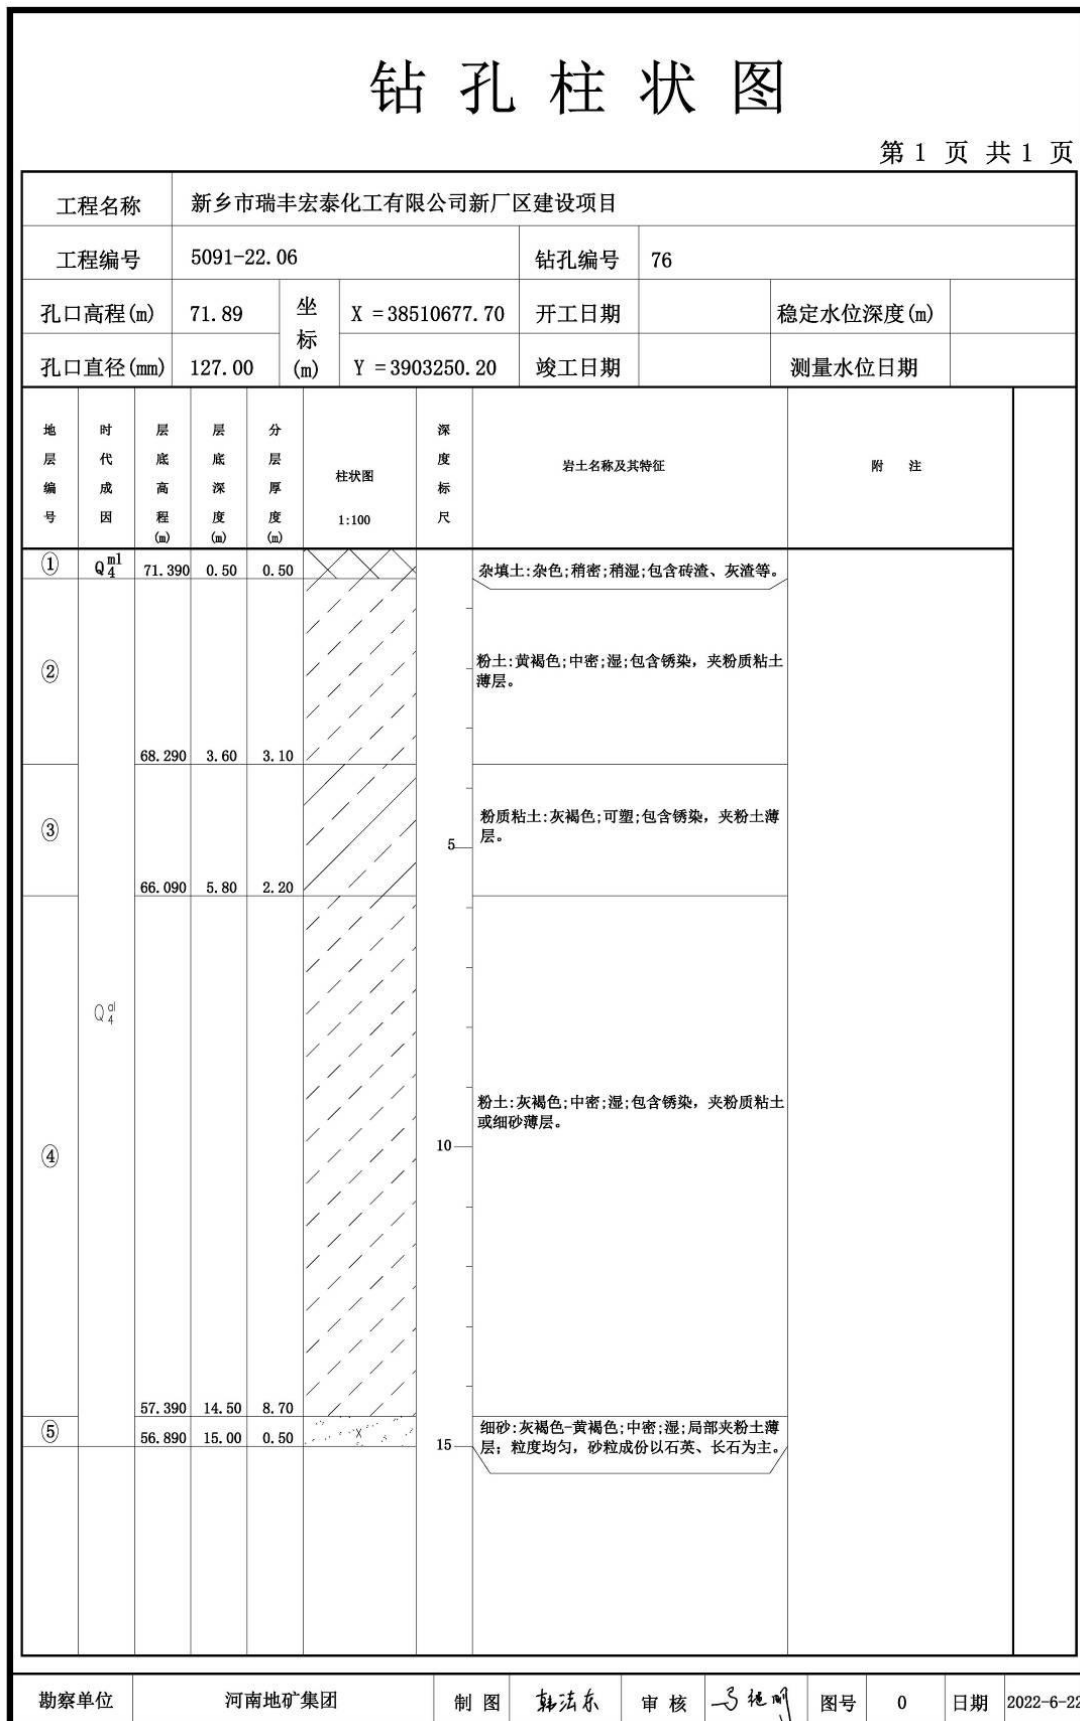 钻孔柱状图
第 1 页 共 1 页
工程名称 新乡市瑞丰宏泰化工有限公司新厂区建设项目
工程编号 5091-22.06 钻孔编号 76
孔口高程(m) 71.89 坐标(m) X =38510677.70 开工日期 稳定水位深度(m)
孔口直径(mm) 127.00 Y =3903250.20 竣工日期 测量水位日期
地层编号 时代成因 层底高程(m) 层底深度(m) 分层厚度(m) 柱状图 1:100 深度标尺 岩土名称及其特征 附 注
① Q4ml 71.390 0.50 0.50 杂填土:杂色;稍密;稍湿;包含砖渣、灰渣等。
② 粉土:黄褐色;中密;湿;包含锈染，夹粉质粘土
薄层。
68.290 3.60 3.10
③ 粉质粘土:灰褐色;可塑;包含锈染，夹粉土薄
层。
5
66.090 5.80 2.20
Q4al
粉土:灰褐色;中密;湿;包含锈染，夹粉质粘土
或细砂薄层。
④ 10
57.390 14.50 8.70
⑤ 细砂:灰褐色-黄褐色;中密;湿;局部夹粉土薄
56.890 15.00 0.50 15 层; 粒度均匀，砂粒成份以石英、长石为主。
勘察单位 河南地矿集团 制 图 韩法东 审 核 图号 0 日期 2022-6-22